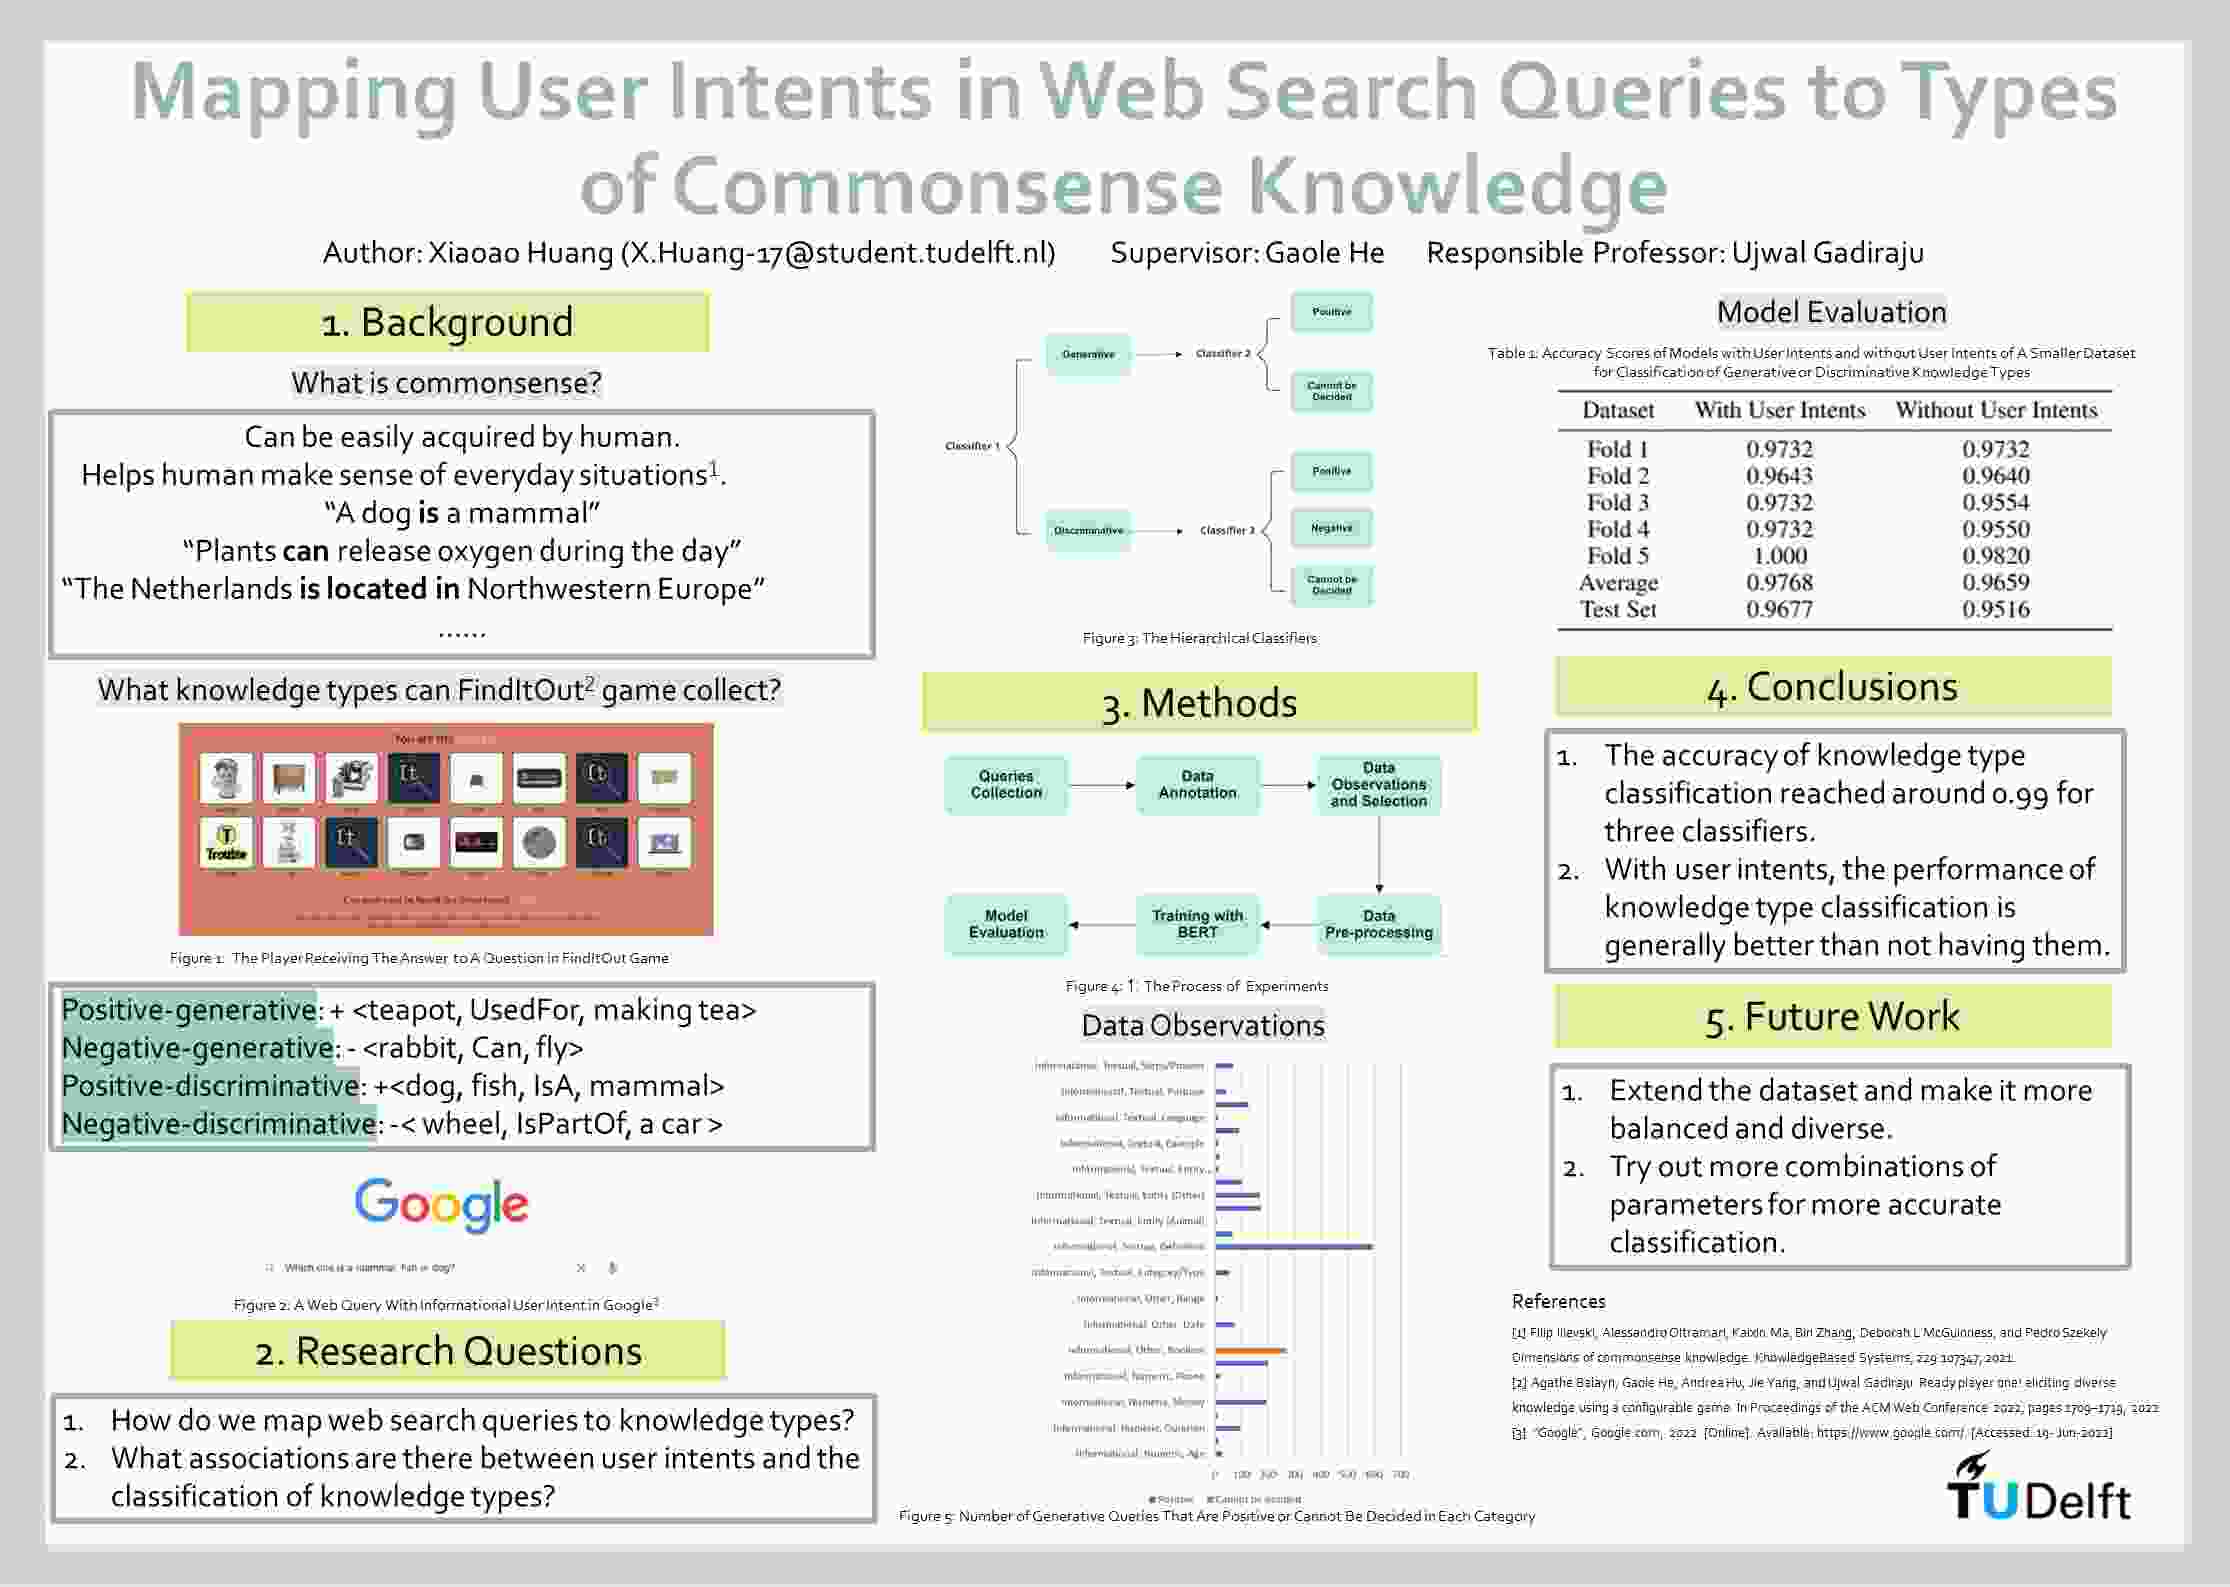 Mapping User Intents in Web Search Queries to Types
of Commonsense Knowledge
Author: Xiaoao Huang (X.Huang-17@student.tudelft.nl) Supervisor: Gaole He Responsible Professor: Ujwal Gadiraju
1. Background
What is commonsense?
Can be easily acquired by human.
Helps human make sense of everyday situations1.
“A dog is a mammal”
“Plants can release oxygen during the day”
“The Netherlands is located in Northwestern Europe”
......
What knowledge types can FindItOut2 game collect?
You are the
Trouble
Figure 1: The Player Receiving The Answer to A Question in FindItOut Game
Positive-generative: + <teapot, UsedFor, making tea>
Negative-generative: - <rabbit, Can, fly>
Positive-discriminative: +<dog, fish, IsA, mammal>
Negative-discriminative: -< wheel, IsPartOf, a car >
Google
Which one is a mammal, fish or dog?
Figure 2: A Web Query With Informational User Intent in Google3
2. Research Questions
1. How do we map web search queries to knowledge types?
2. What associations are there between user intents and the
classification of knowledge types?
Classifier 1
Generative
Classifier 2
Positive
Cannot be
Decided
Discriminative
Classifier 3
Positive
Negative
Cannot be
Decided
Figure 3: The Hierarchical Classifiers
3. Methods
Queries
Collection
Data
Annotation
Data
Observations
and Selection
Model
Evaluation
Training with
BERT
Data
Pre-processing
Figure 4: 1: The Process of Experiments
Data Observations
Informational, Textual, Steps/Process
Informational, Textual, Purpose
Informational, Textual, Language
Informational, Textual, Example
Informational, Textual, Entity...
Informational, Textual, Entity (Other)
Informational, Textual, Entity (Animal)
Informational, Textual, Definition
Informational, Textual, Category/Type
Informational, Other, Range
Informational, Other, Date
Informational, Other, Boolean
Informational, Numeric, Phone
Informational, Numeric, Money
Informational, Numeric, Duration
Informational, Numeric, Age
0 100 200 300 400 500 600 700
Positive Cannot be decided
Figure 5: Number of Generative Queries That Are Positive or Cannot Be Decided in Each Category
Model Evaluation
Table 1: Accuracy Scores of Models with User Intents and without User Intents of A Smaller Dataset
for Classification of Generative or Discriminative Knowledge Types
Dataset With User Intents Without User Intents
Fold 1 0.9732 0.9732
Fold 2 0.9643 0.9640
Fold 3 0.9732 0.9554
Fold 4 0.9732 0.9550
Fold 5 1.000 0.9820
Average 0.9768 0.9659
Test Set 0.9677 0.9516
4. Conclusions
1. The accuracy of knowledge type
classification reached around 0.99 for
three classifiers.
2. With user intents, the performance of
knowledge type classification is
generally better than not having them.
5. Future Work
1. Extend the dataset and make it more
balanced and diverse.
2. Try out more combinations of
parameters for more accurate
classification.
References
[1] Filip Ilievski, Alessandro Oltramari, Kaixin Ma, Bin Zhang, Deborah L McGuinness, and Pedro Szekely
Dimensions of commonsense knowledge. KnowledgeBased Systems, 229 107347, 2021.
[2] Agathe Balayn, Gaole He, Andrea Hu, Jie Yang, and Ujwal Gadiraju Ready player one! eliciting diverse
knowledge using a configurable game. In Proceedings of the ACM Web Conference 2022, pages 1709–1719, 2022
[3] “Google”, Google.com, 2022 [Online]. Available: https://www.google.com/. [Accessed: 19-Jun-2022]
TU Delft